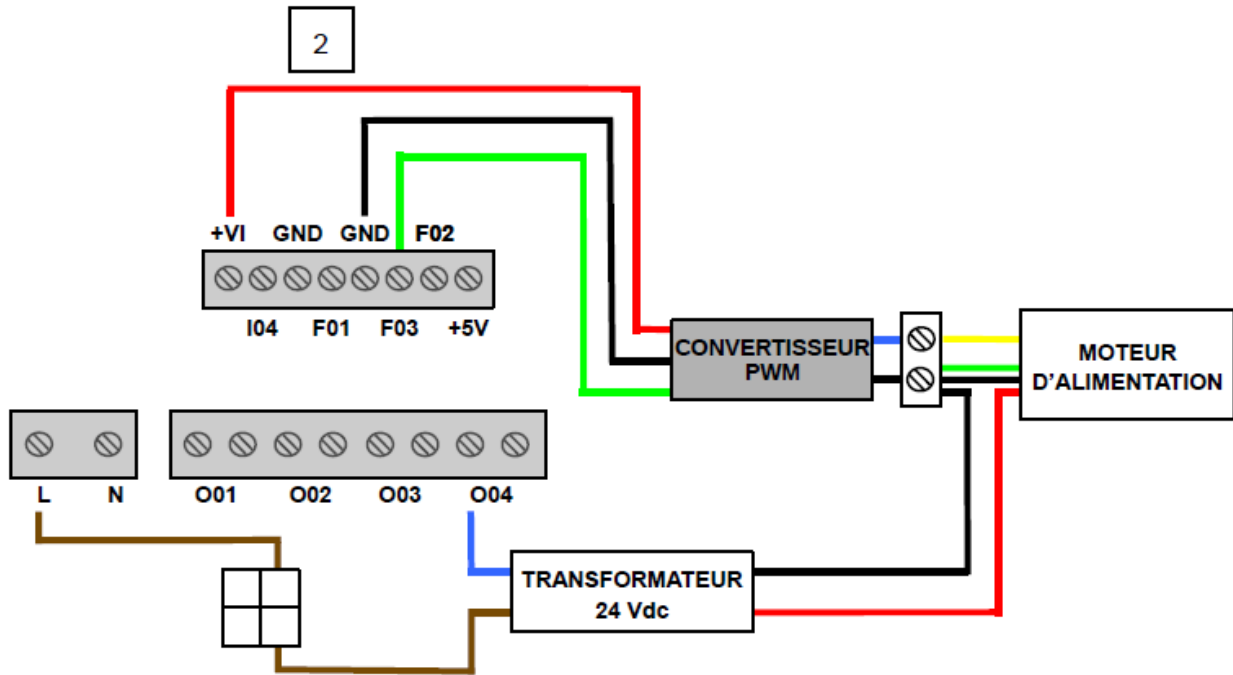 2
+VI GND GND F02
I04 F01 F03 +5V
CONVERTISSEUR
PWM
MOTEUR
D'ALIMENTATION
L N O01 O02 O03 O04
TRANSFORMATEUR
24 Vdc